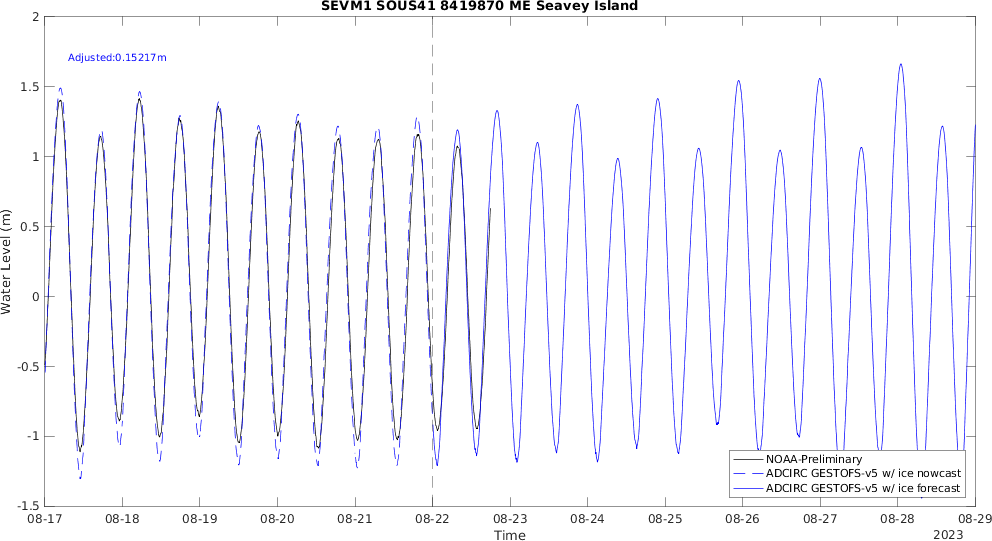 SEVM1 SOUS41 8419870 ME Seavey Island
Adjusted:0.15217m
2
1.5
1
0.5
0
-0.5
-1
-1.5
Water Level (m)
NOAA-Preliminary
ADCIRC GESTOFS-v5 w/ ice nowcast
ADCIRC GESTOFS-v5 w/ ice forecast
08-17 08-18 08-19 08-20 08-21 08-22 08-23 08-24 08-25 08-26 08-27 08-28 08-29
Time
2023